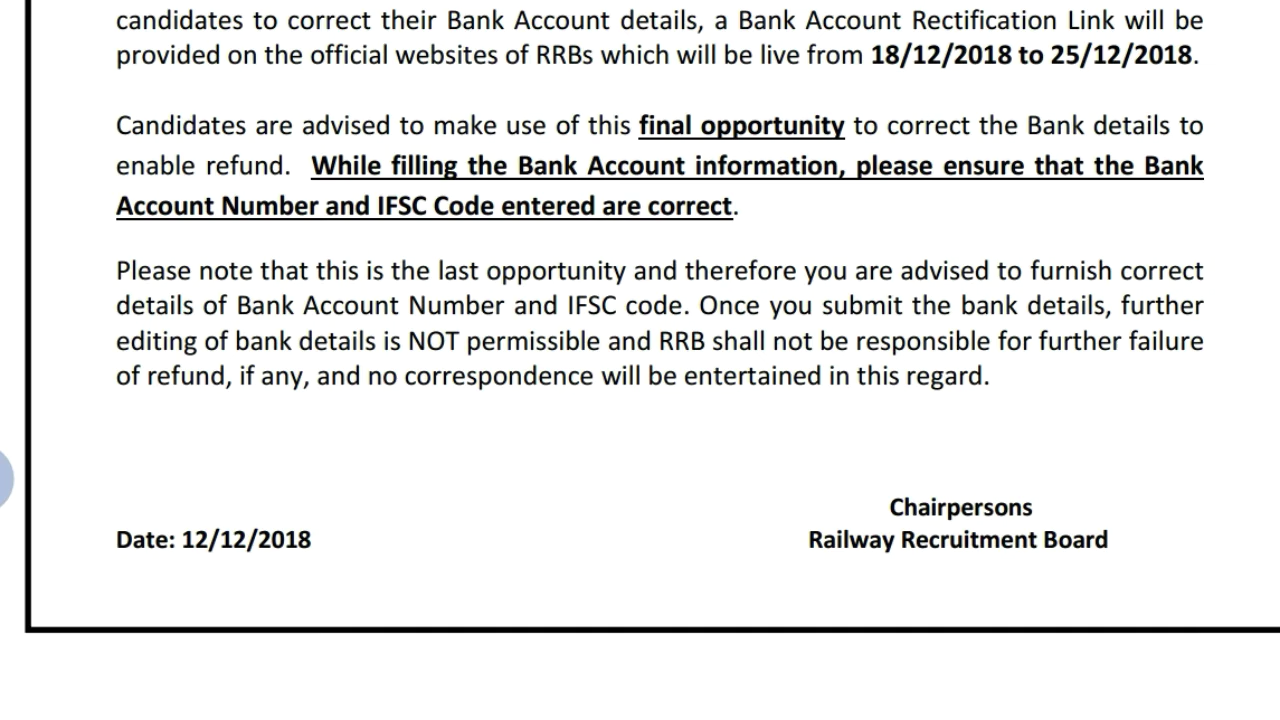 candidates to correct their Bank Account details, a Bank Account Rectification Link will be
provided on the official websites of RRBs which will be live from 18/12/2018 to 25/12/2018.
Candidates are advised to make use of this final opportunity to correct the Bank details to
enable refund. While filling the Bank Account information, please ensure that the Bank
Account Number and IFSC Code entered are correct.
Please note that this is the last opportunity and therefore you are advised to furnish correct
details of Bank Account Number and IFSC code. Once you submit the bank details, further
editing of bank details is NOT permissible and RRB shall not be responsible for further failure
of refund, if any, and no correspondence will be entertained in this regard.
Chairpersons
Date: 12/12/2018 Railway Recruitment Board